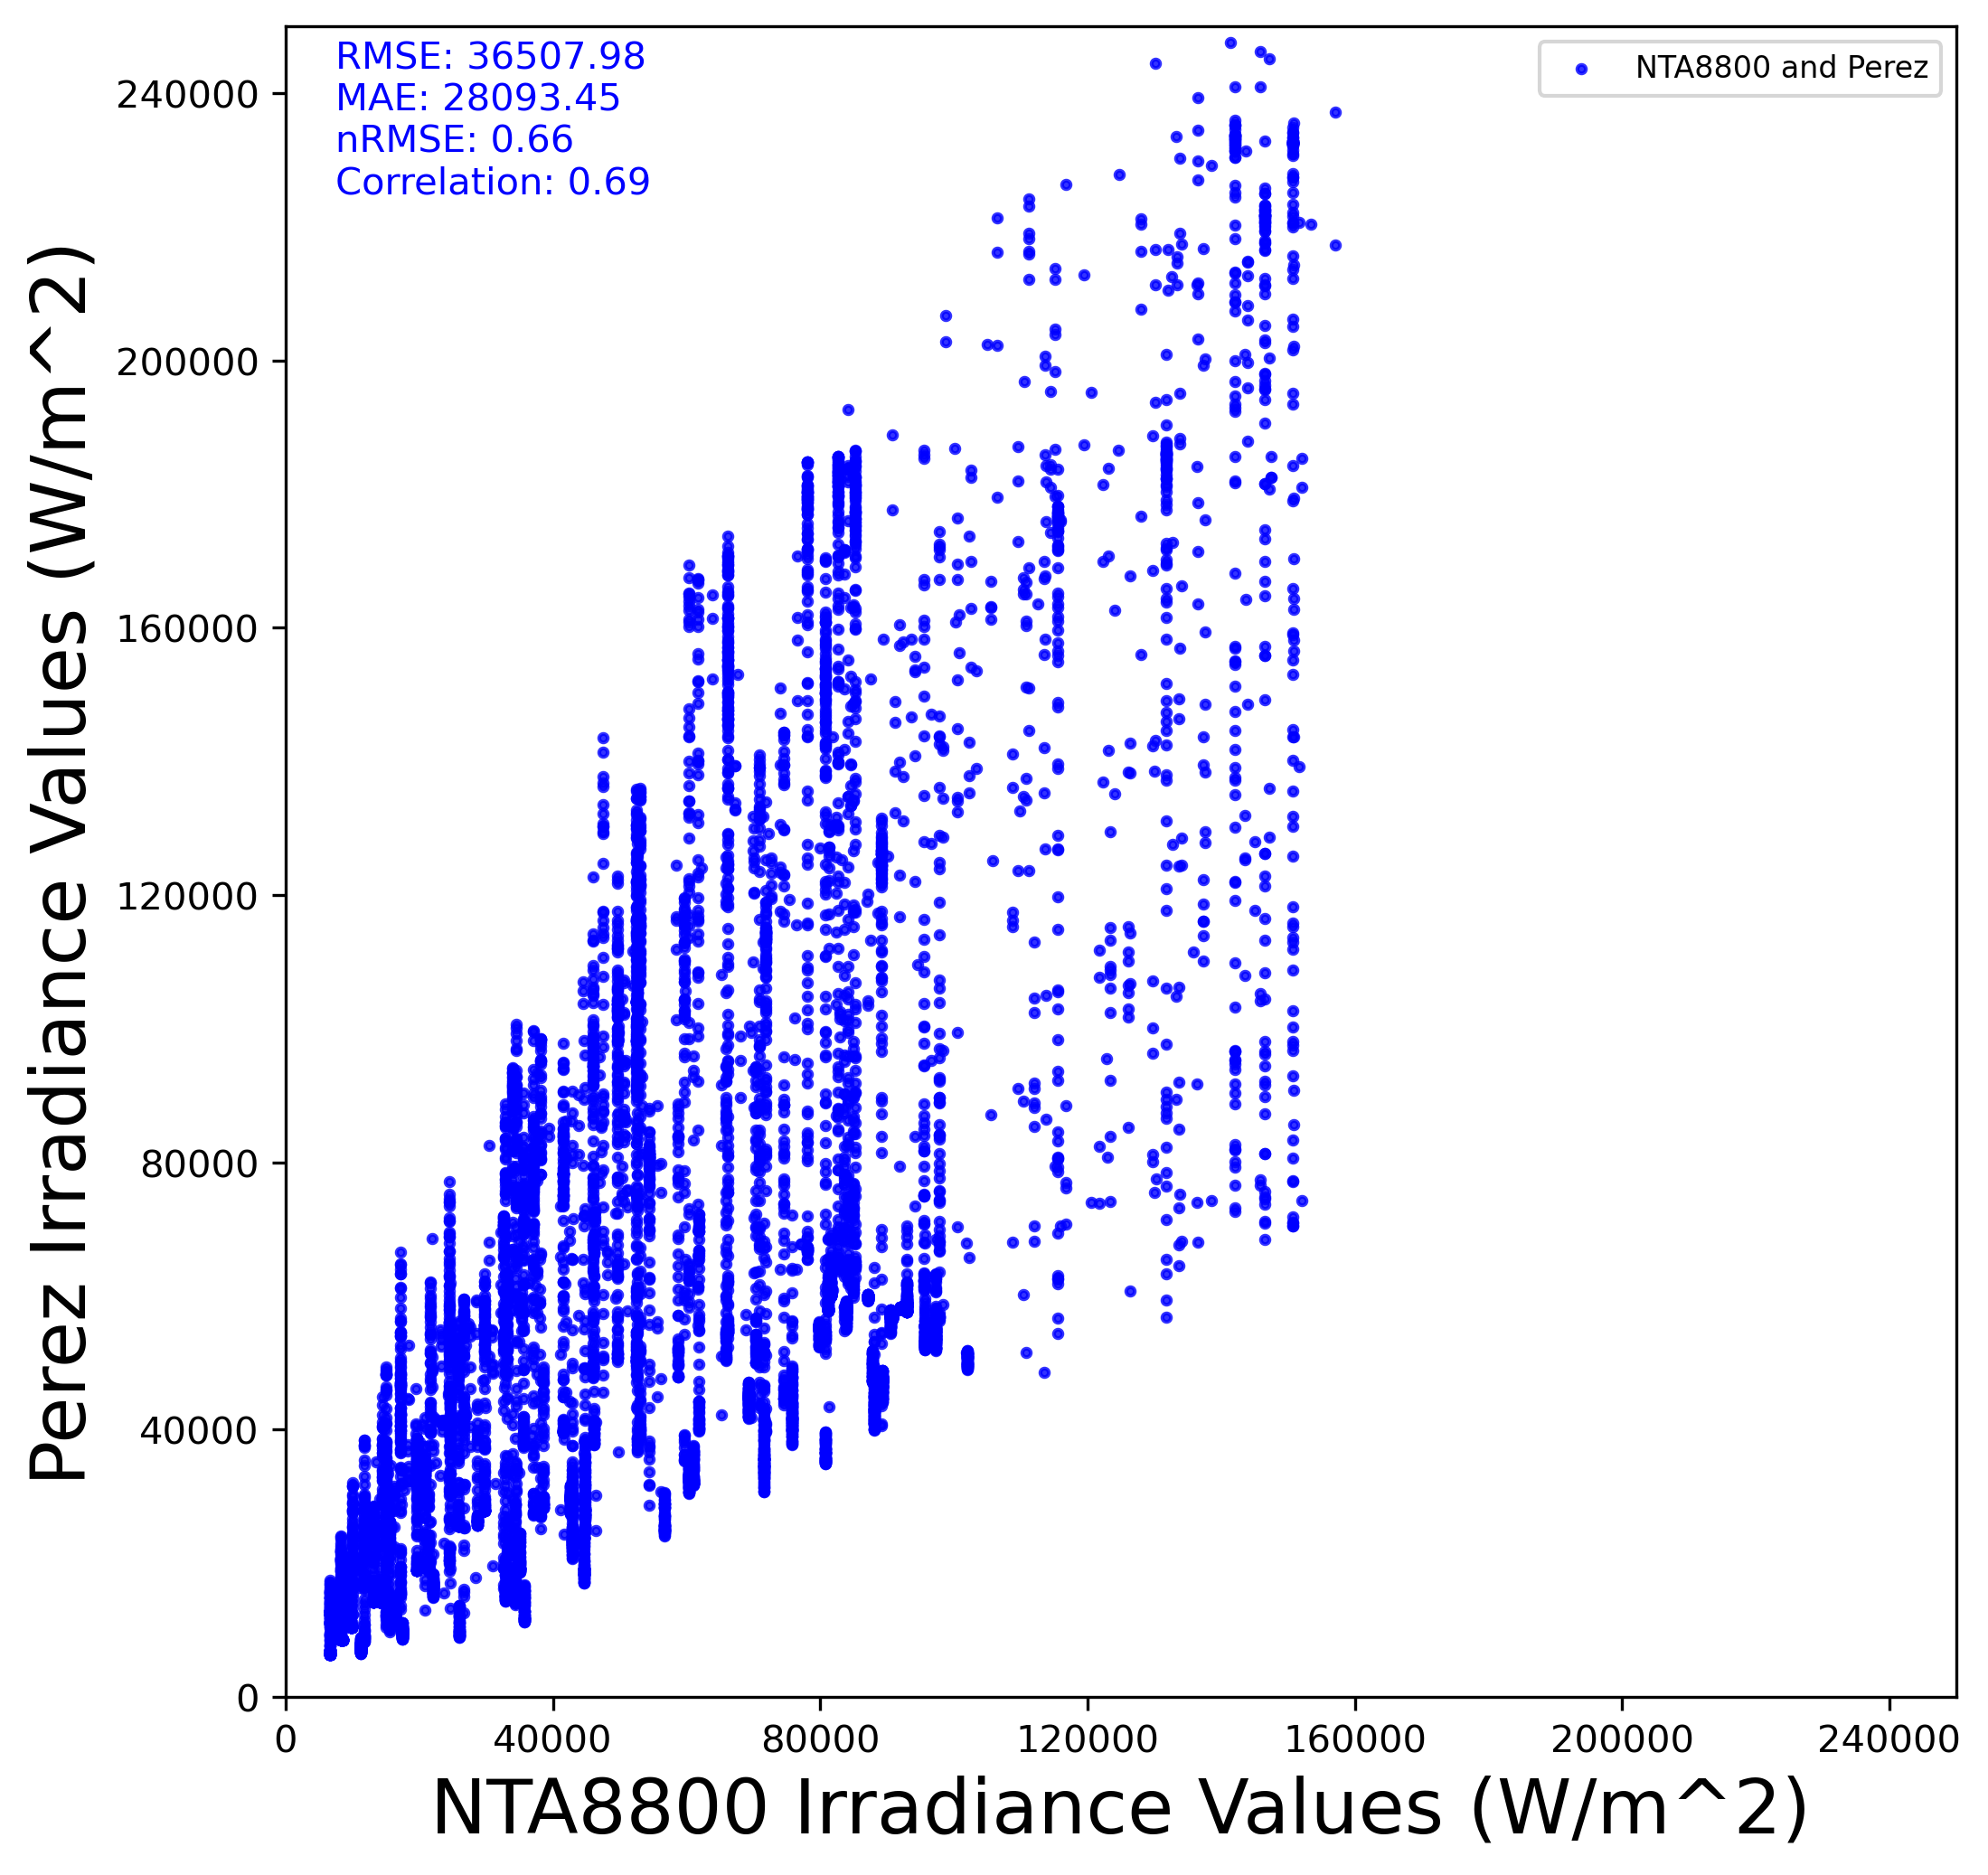 RMSE: 36507.98
MAE: 28093.45
nRMSE: 0.66
Correlation: 0.69
NTA8800 and Perez
240000
200000
160000
120000
80000
40000
0
Perez Irradiance Values (W/m^2)
0 40000 80000 120000 160000 200000 240000
NTA8800 Irradiance Values (W/m^2)